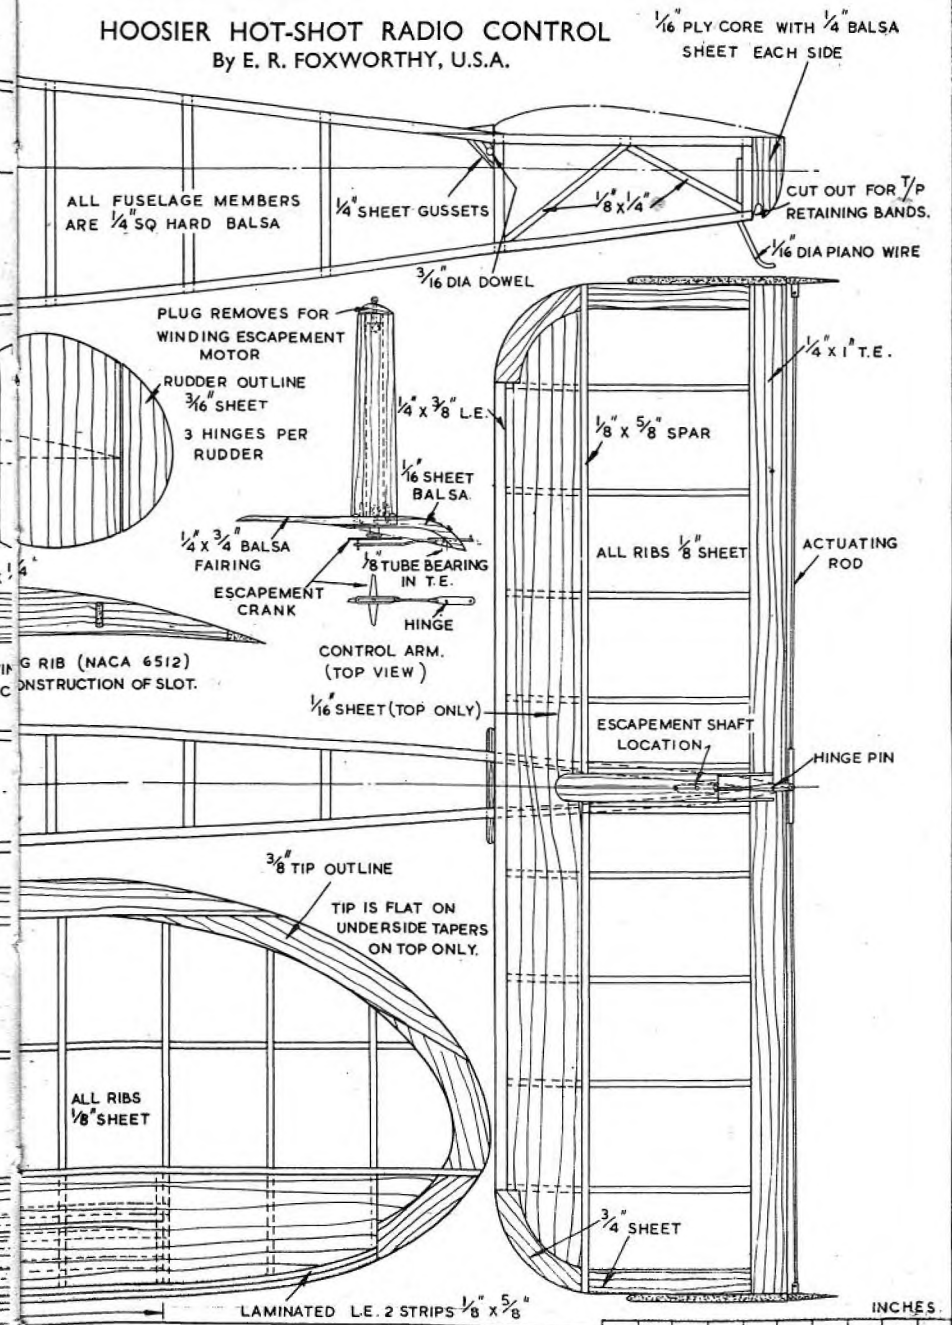 HOOSIER HOT-SHOT RADIO CONTROL
By E. R. FOXWORTHY, U.S.A.
1/16" PLY CORE WITH 1/4" BALSA
SHEET EACH SIDE
ALL FUSELAGE MEMBERS
ARE 1/4" SQ HARD BALSA
1/4" SHEET GUSSETS
1/8" X 1/4"
CUT OUT FOR T/P
RETAINING BANDS.
1/16" DIA PIANO WIRE
3/16" DIA DOWEL
PLUG REMOVES FOR
WINDING ESCAPEMENT
MOTOR
RUDDER OUTLINE
3/16" SHEET
3 HINGES PER
RUDDER
1/4" X 3/8" L.E.
1/4" X 1" T.E.
1/8" X 5/8" SPAR
1/16" SHEET
BALSA.
1/4" X 3/4" BALSA
FAIRING
1/8" TUBE BEARING
IN T.E.
ESCAPEMENT
CRANK
HINGE
CONTROL ARM.
(TOP VIEW)
ALL RIBS 1/8" SHEET
ACTUATING
ROD
X 1/4"
G RIB (NACA 6512)
CONSTRUCTION OF SLOT.
1/16" SHEET (TOP ONLY)
ESCAPEMENT SHAFT
LOCATION
HINGE PIN
3/8" TIP OUTLINE
TIP IS FLAT ON
UNDERSIDE TAPERS
ON TOP ONLY.
ALL RIBS
1/8" SHEET
3/4" SHEET
LAMINATED L.E. 2 STRIPS 1/8" X 5/8"
INCHES.